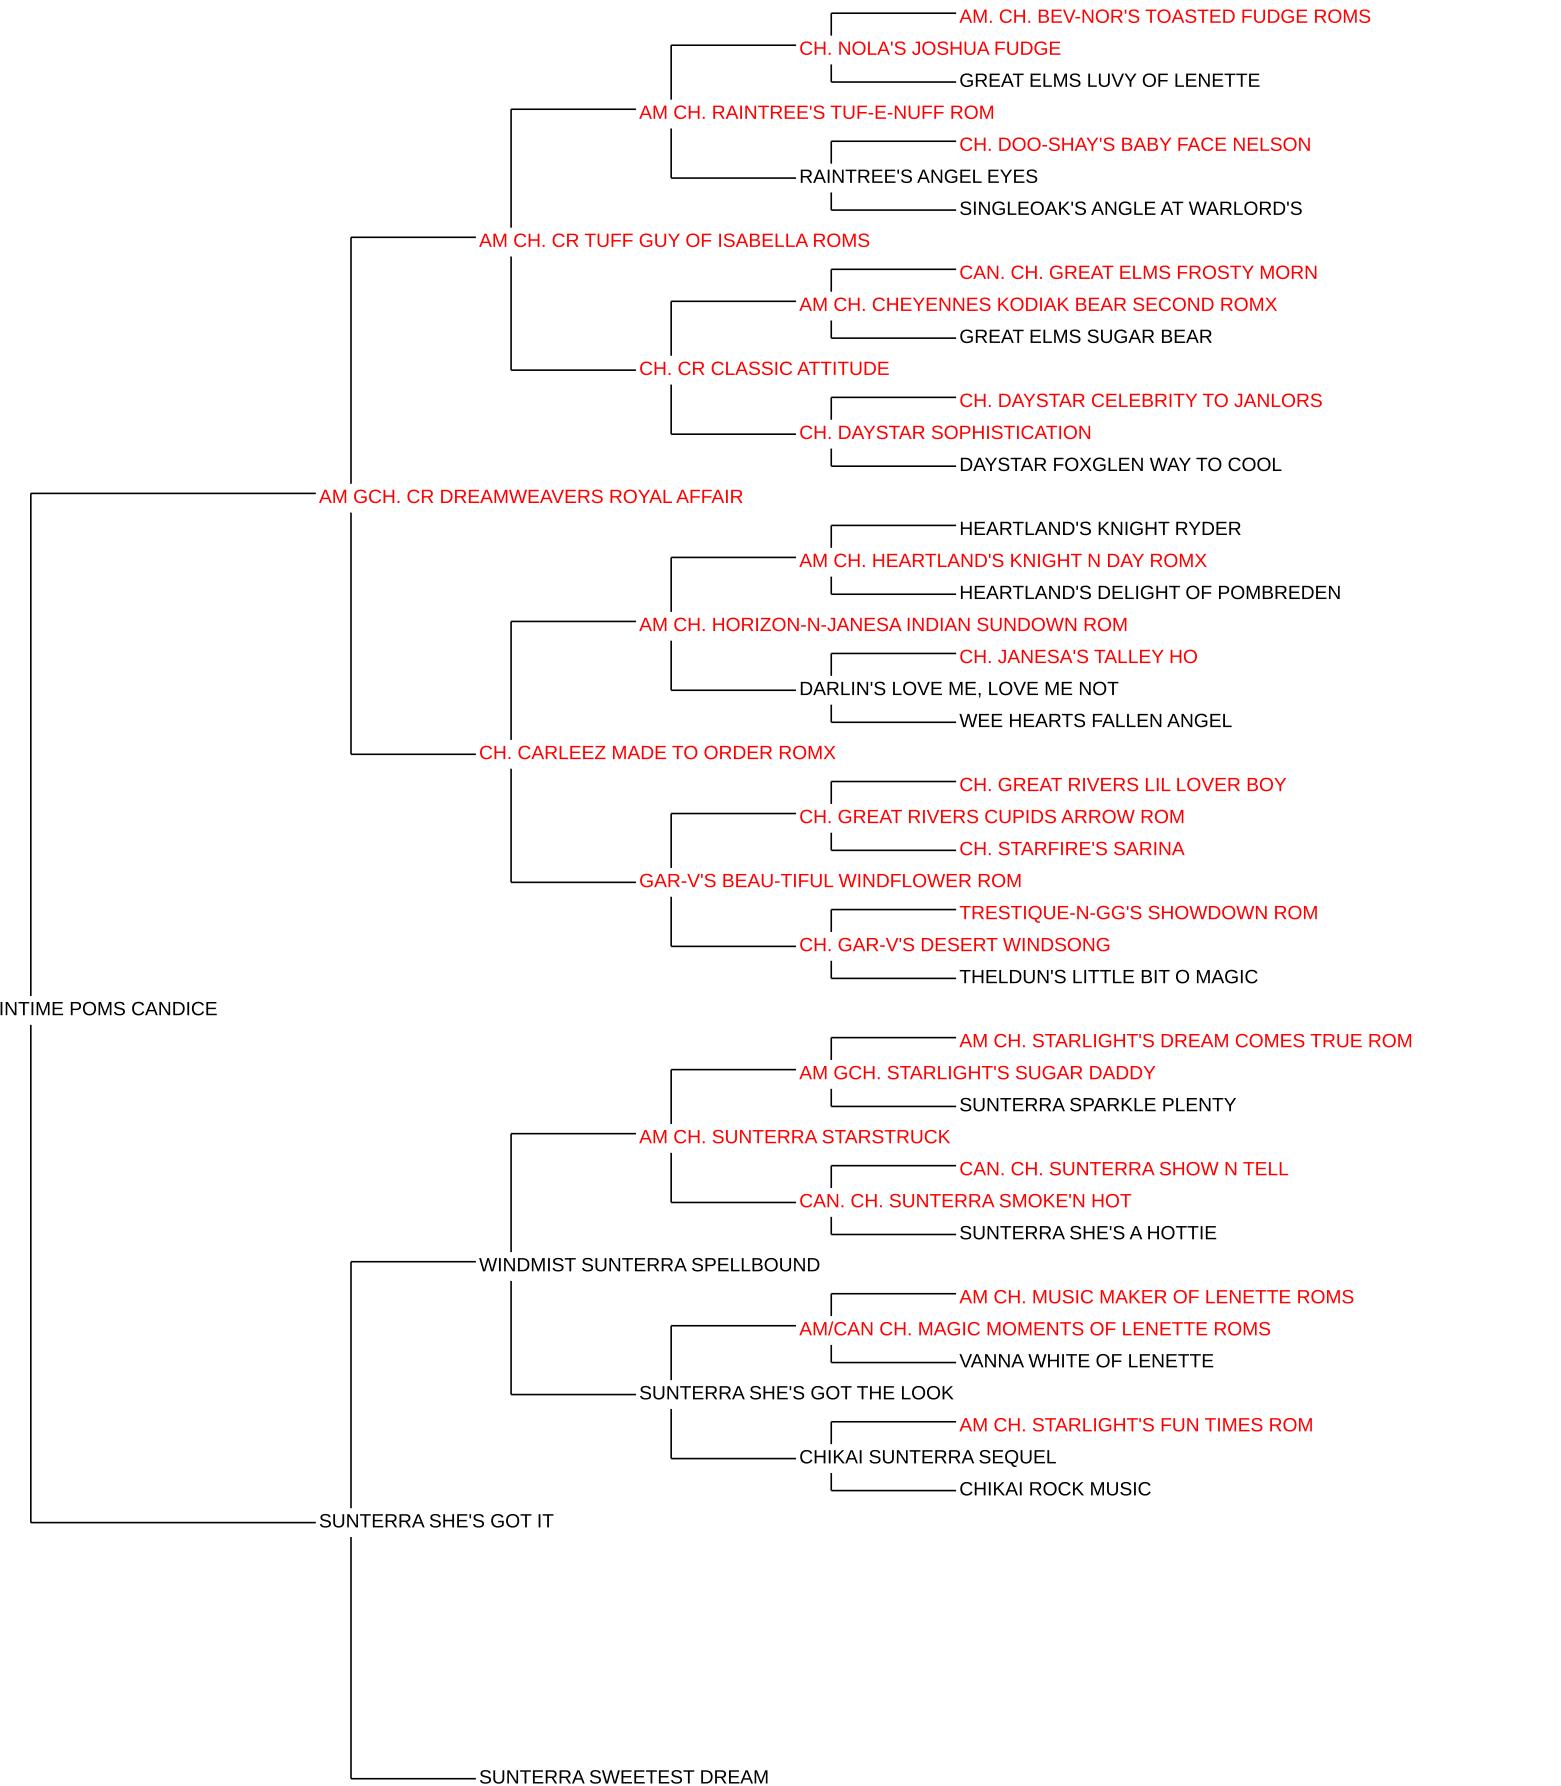 AM. CH. BEV-NOR'S TOASTED FUDGE ROMS
CH. NOLA'S JOSHUA FUDGE
GREAT ELMS LUVY OF LENETTE
AM CH. RAINTREE'S TUF-E-NUFF ROM
CH. DOO-SHAY'S BABY FACE NELSON
RAINTREE'S ANGEL EYES
SINGLEOAK'S ANGLE AT WARLORD'S
AM CH. CR TUFF GUY OF ISABELLA ROMS
CAN. CH. GREAT ELMS FROSTY MORN
AM CH. CHEYENNES KODIAK BEAR SECOND ROMX
GREAT ELMS SUGAR BEAR
CH. CR CLASSIC ATTITUDE
CH. DAYSTAR CELEBRITY TO JANLORS
CH. DAYSTAR SOPHISTICATION
DAYSTAR FOXGLEN WAY TO COOL
AM GCH. CR DREAMWEAVERS ROYAL AFFAIR
HEARTLAND'S KNIGHT RYDER
AM CH. HEARTLAND'S KNIGHT N DAY ROMX
HEARTLAND'S DELIGHT OF POMBREDEN
AM CH. HORIZON-N-JANESA INDIAN SUNDOWN ROM
CH. JANESA'S TALLEY HO
DARLIN'S LOVE ME, LOVE ME NOT
WEE HEARTS FALLEN ANGEL
CH. CARLEEZ MADE TO ORDER ROMX
CH. GREAT RIVERS LIL LOVER BOY
CH. GREAT RIVERS CUPIDS ARROW ROM
CH. STARFIRE'S SARINA
GAR-V'S BEAU-TIFUL WINDFLOWER ROM
TRESTIQUE-N-GG'S SHOWDOWN ROM
CH. GAR-V'S DESERT WINDSONG
THELDUN'S LITTLE BIT O MAGIC
INTIME POMS CANDICE
AM CH. STARLIGHT'S DREAM COMES TRUE ROM
AM GCH. STARLIGHT'S SUGAR DADDY
SUNTERRA SPARKLE PLENTY
AM CH. SUNTERRA STARSTRUCK
CAN. CH. SUNTERRA SHOW N TELL
CAN. CH. SUNTERRA SMOKE'N HOT
SUNTERRA SHE'S A HOTTIE
WINDMIST SUNTERRA SPELLBOUND
AM CH. MUSIC MAKER OF LENETTE ROMS
AM/CAN CH. MAGIC MOMENTS OF LENETTE ROMS
VANNA WHITE OF LENETTE
SUNTERRA SHE'S GOT THE LOOK
AM CH. STARLIGHT'S FUN TIMES ROM
CHIKAI SUNTERRA SEQUEL
CHIKAI ROCK MUSIC
SUNTERRA SHE'S GOT IT
SUNTERRA SWEETEST DREAM